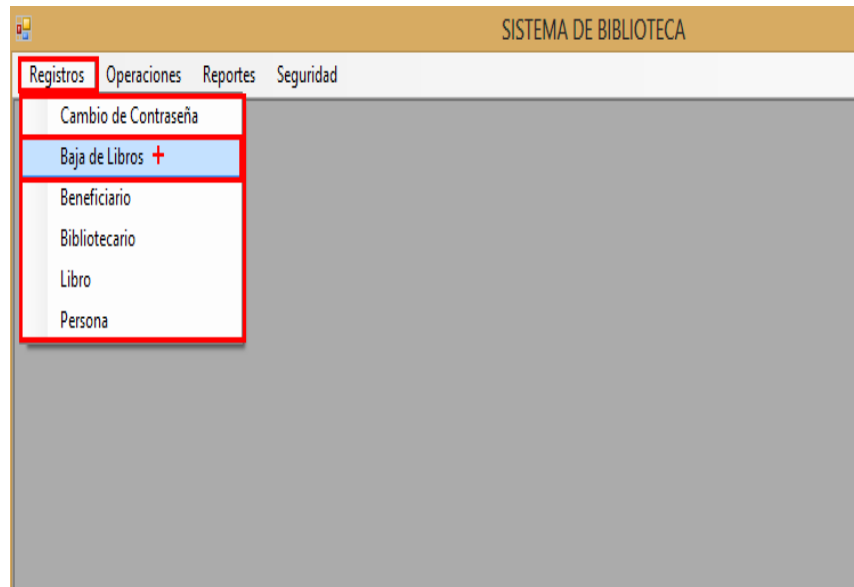 SISTEMA DE BIBLIOTECA
Registros Operaciones Reportes Seguridad
Cambio de Contraseña
Baja de Libros +
Beneficiario
Bibliotecario
Libro
Persona